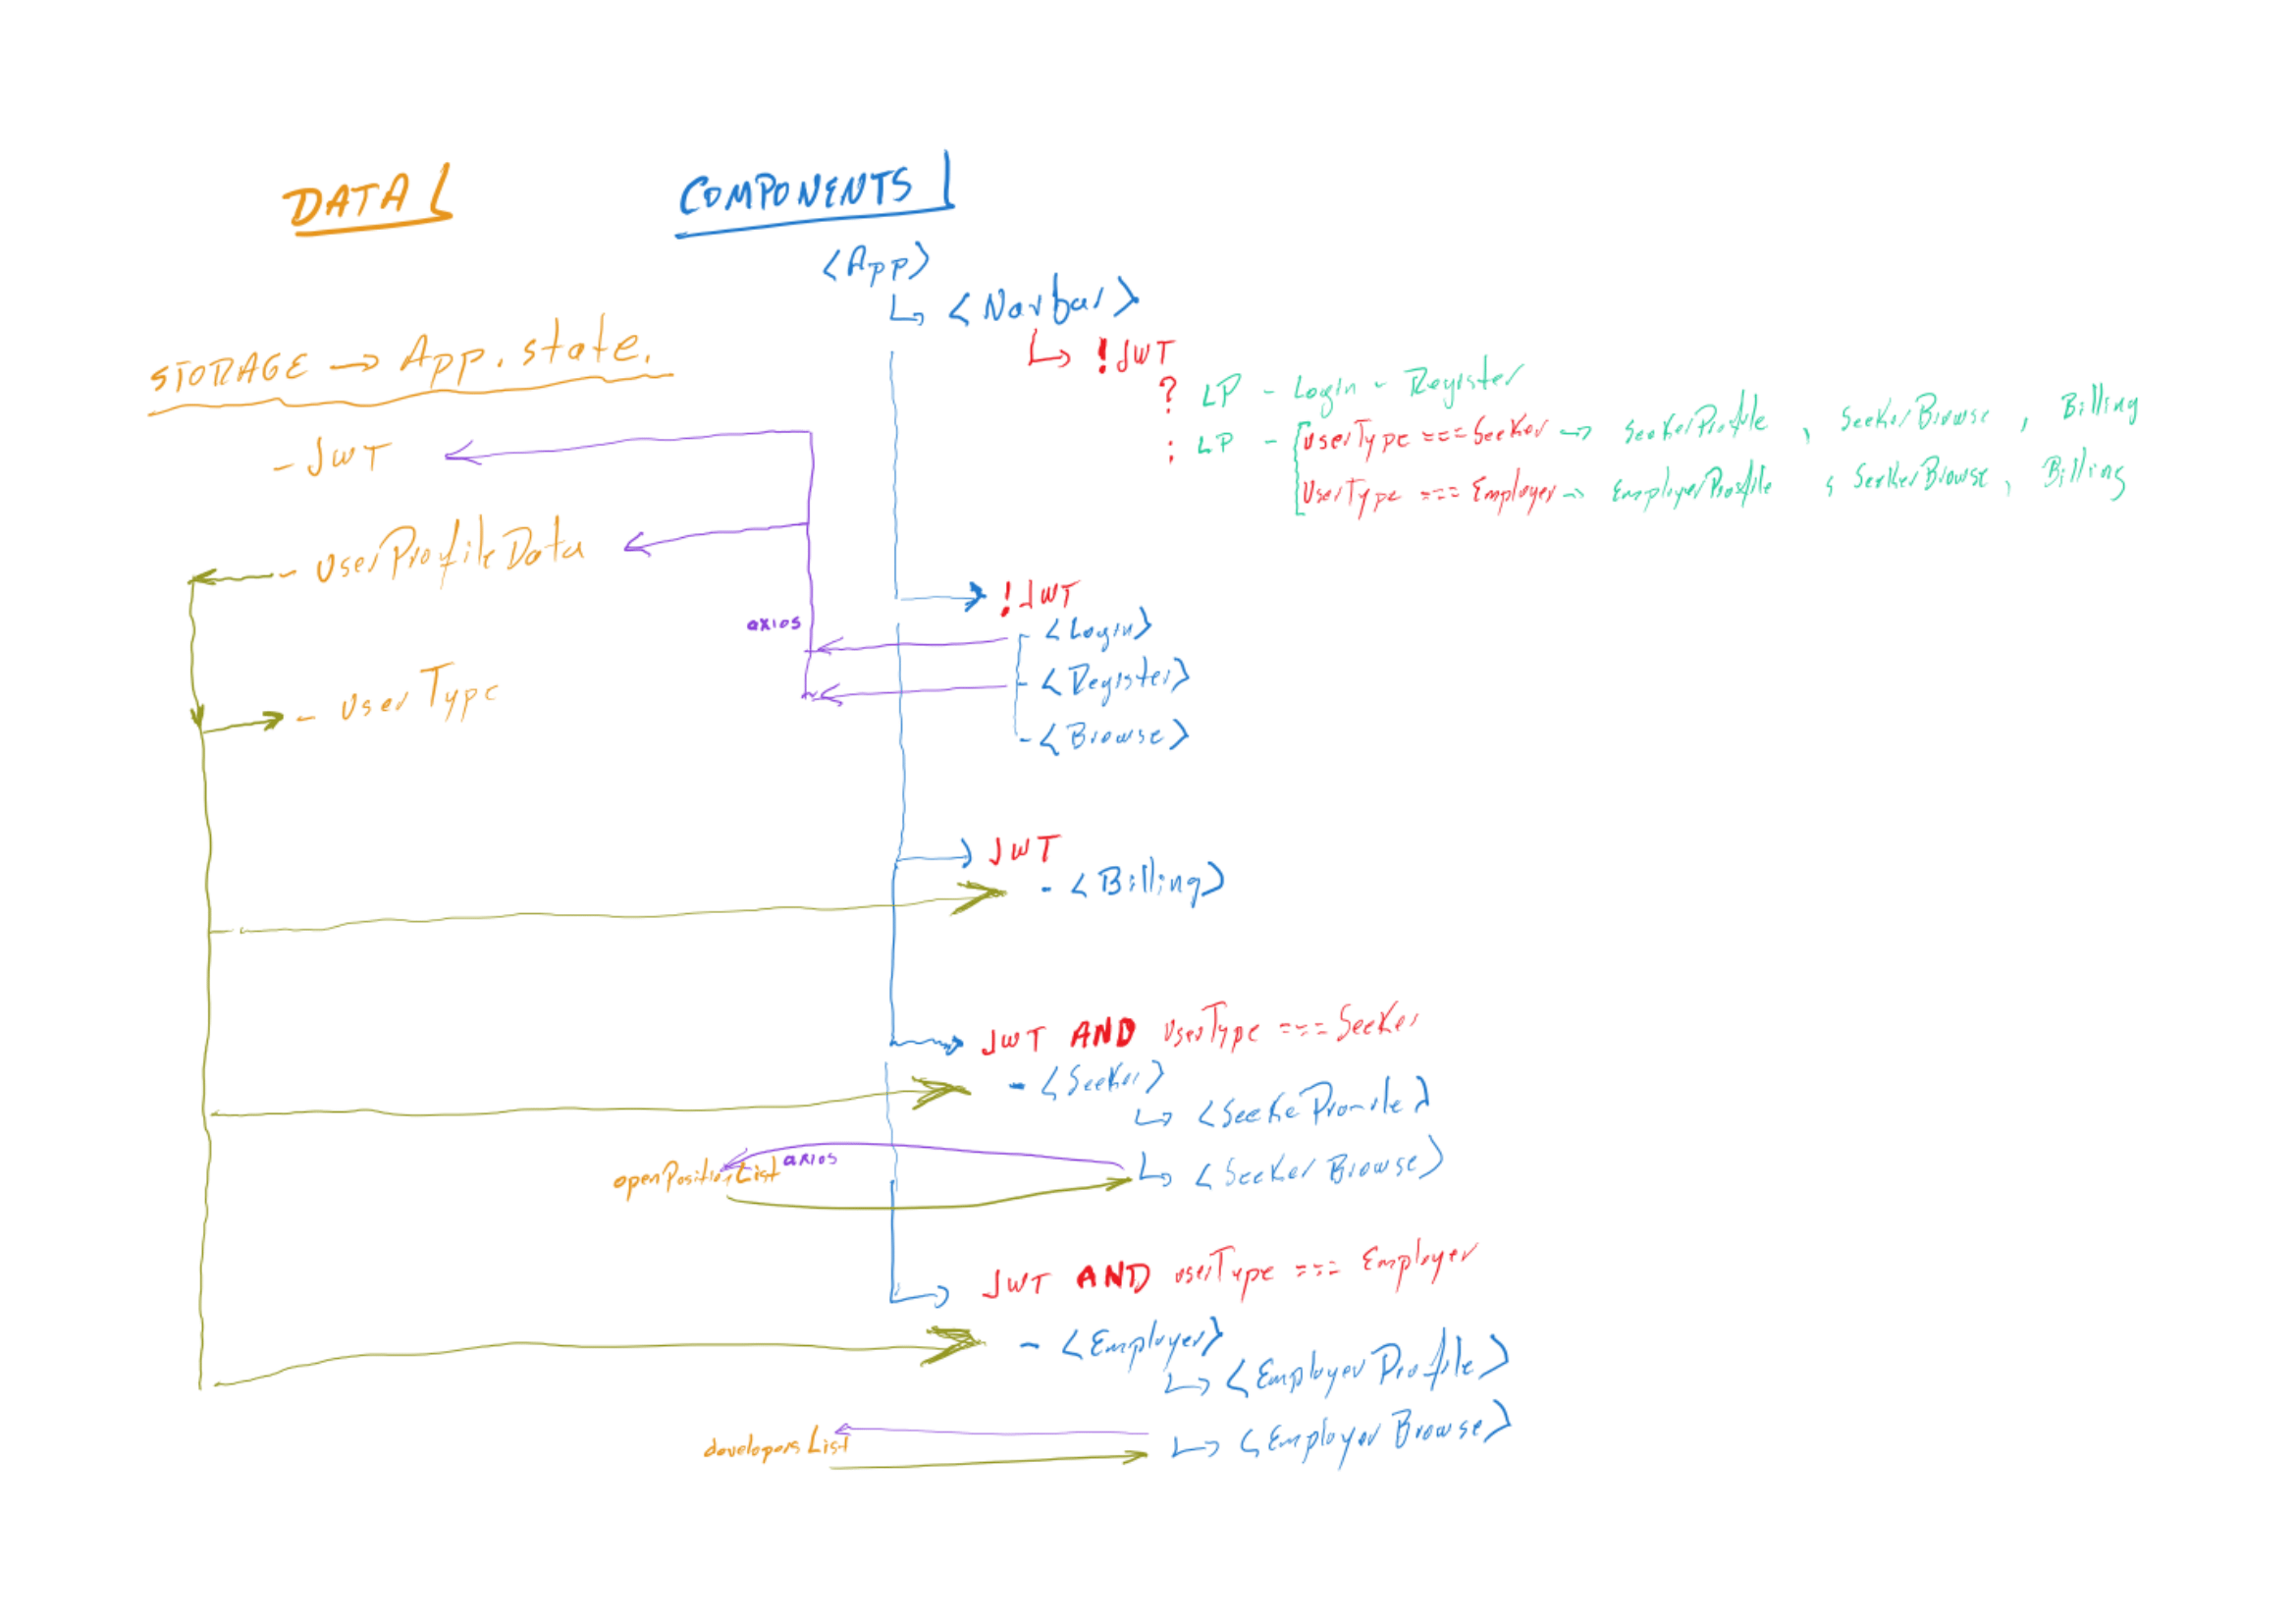 DATA
COMPONENTS
<App>
<Navbar>
STORAGE → App.state.
!JWT
? LP - Login - Register
: LP - [UserType === Seeker → SeekerProfile, SeekerBrowse, Billing
UserType === Employer → EmployerProfile, SeekerBrowse, Billing
- JWT
- UserProfileData
!JWT
axios
- <Login>
- <Register>
- UserType
- <Browse>
JWT
- <Billing>
JWT AND UserType === Seeker
- <Seeker>
<SeekeProfile>
openPositionList axios
<SeekerBrowse>
JWT AND userType === Employer
- <Employer>
<EmployerProfile>
developersList
<EmployerBrowse>